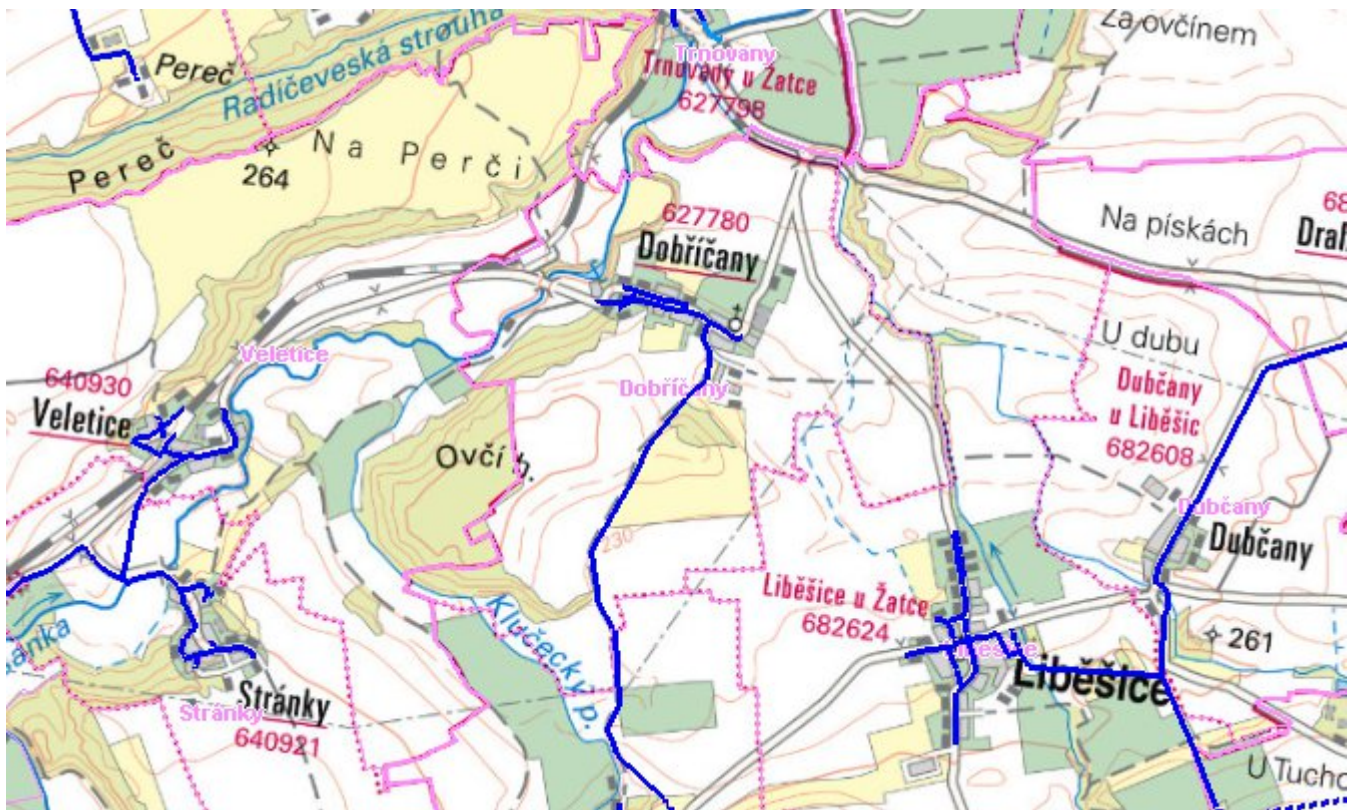 Za ovčínem
Pereč
Radíčeveská strouha
Trnovany
Trnovany u Žatce
627798
Pereč
264
Na Perči
627780
Dobříčany
Na pískách
68
Drah
U dubu
Veletice
640930
Veletice
Dobříčany
Dubčany
u Liběšic
682608
Ovčí h.
230
Dubčany
Dubčany
Liběšice u Žatce
682624
Klučecký p.
261
Liběšice
Stránky
Stránky
640921
U Tucho